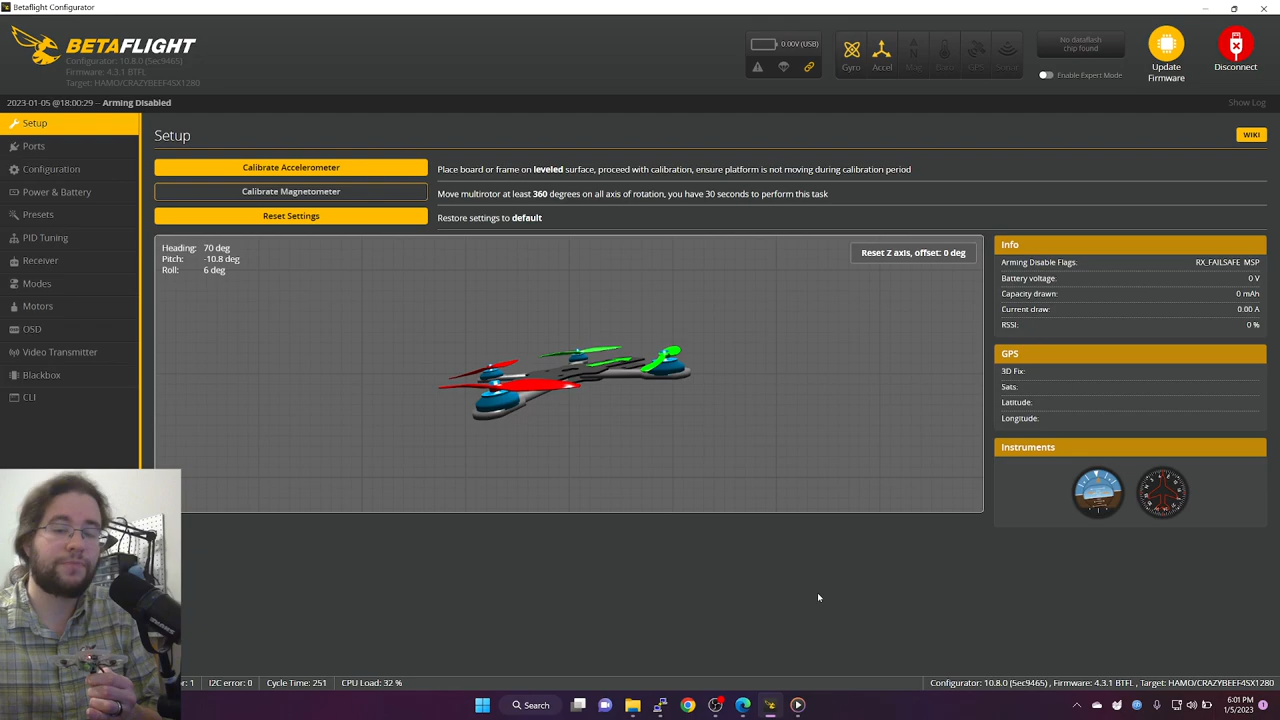 Betaflight Configurator
BETAFLIGHT
Configurator: 10.8.0 (5ec9465)
Firmware: 4.3.1 BTFL
Target: HAMO/CRAZYBEEF4SX1280
0.00V (USB)
Gyro
Accel
Mag
Baro
GPS
Sonar
No dataflash
chip found
Enable Expert Mode
Update
Firmware
Disconnect
2023-01-05 @18:00:29 -- Arming Disabled
Show Log
Setup
Ports
Configuration
Power & Battery
Presets
PID Tuning
Receiver
Modes
Motors
OSD
Video Transmitter
Blackbox
CLI
Setup
WIKI
Calibrate Accelerometer
Place board or frame on leveled surface, proceed with calibration, ensure platform is not moving during calibration period
Calibrate Magnetometer
Move multirotor at least 360 degrees on all axis of rotation, you have 30 seconds to perform this task
Reset Settings
Restore settings to default
Heading: 70 deg
Pitch: -10.8 deg
Roll: 6 deg
Reset Z axis, offset: 0 deg
Info
Arming Disable Flags: RX_FAILSAFE MSP
Battery voltage: 0 V
Capacity drawn: 0 mAh
Current draw: 0.00 A
RSSI: 0 %
GPS
3D Fix:
Sats:
Latitude:
Longitude:
Instruments
I2C error: 0
Cycle Time: 251
CPU Load: 32 %
Configurator: 10.8.0 (5ec9465), Firmware: 4.3.1 BTFL, Target: HAMO/CRAZYBEEF4SX1280
Search
6:01 PM
1/5/2023